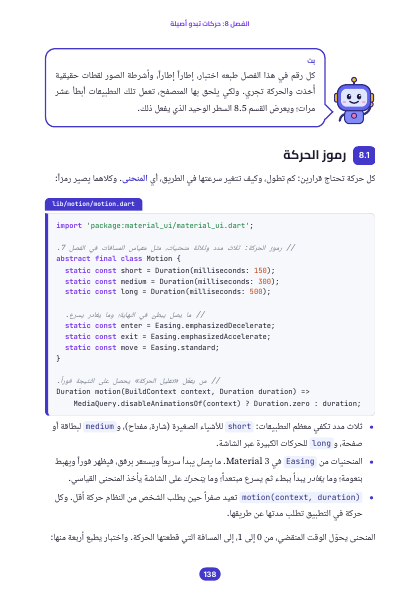 الفصل 8: حركات تبدو أصيلة
بت
كل رقم في هذا الفصل طبعه اختبار، إطاراً إطاراً، وأشرطة الصور لقطات حقيقية
أُخذت والحركة تجري. ولكي يلحق بها المتصفح، تعمل تلك التطبيقات أبطأ عشر
مرات؛ ويعرض القسم 8.5 السطر الوحيد الذي يفعل ذلك.
8.1 رموز الحركة
كل حركة تحتاج قرارين: كم تطول، وكيف تتغير سرعتها في الطريق، أي المنحنى. وكلاهما يصير رمزاً:
lib/motion/motion.dart
import 'package:material_ui/material_ui.dart';
// رموز الحركة: ثلاث مدد وثلاثة منحنيات، مثل مقياس المسافات في الفصل 7.
abstract final class Motion {
static const short = Duration(milliseconds: 150);
static const medium = Duration(milliseconds: 300);
static const long = Duration(milliseconds: 500);
// ما يصل يبطئ في النهاية؛ وما يغادر يسرع.
static const enter = Easing.emphasizedDecelerate;
static const exit = Easing.emphasizedAccelerate;
static const move = Easing.standard;
}
// من يفعّل «تقليل الحركة» يحصل على النتيجة فوراً.
Duration motion(BuildContext context, Duration duration) =>
MediaQuery.disableAnimationsOf(context) ? Duration.zero : duration;
• ثلاث مدد تكفي معظم التطبيقات: short للأشياء الصغيرة (شارة، مفتاح)، و medium لبطاقة أو
صفحة، و long للحركات الكبيرة عبر الشاشة.
• المنحنيات من Easing في Material 3. ما يصل يبدأ سريعاً ويستقر برفق، فيظهر فوراً ويهبط
بنعومة؛ وما يغادر يبدأ ببطء ثم يسرع مبتعداً؛ وما يتحرك على الشاشة يأخذ المنحنى القياسي.
• motion(context, duration) تعيد صفراً حين يطلب الشخص من النظام حركة أقل. وكل
حركة في التطبيق تطلب مدتها عن طريقها.
المنحنى يحوّل الوقت المنقضي، من 0 إلى 1، إلى المسافة التي قطعتها الحركة. واختبار يطبع أربعة منها:
138